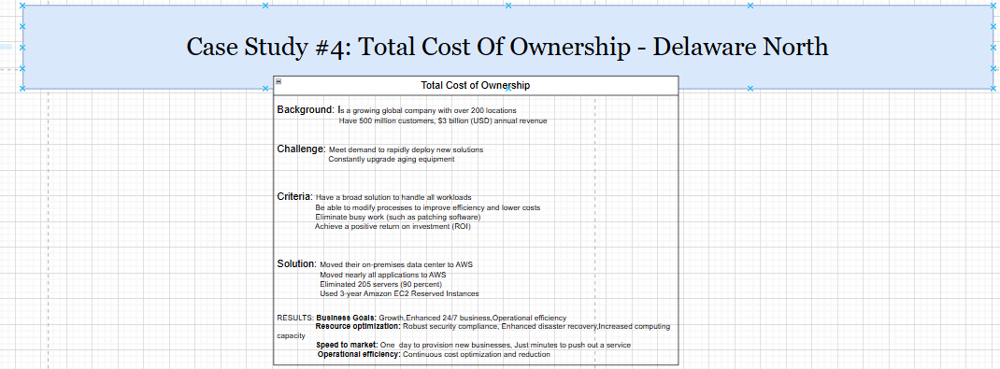 Case Study #4: Total Cost Of Ownership - Delaware North
Total Cost of Ownership
Background: Is a growing global company with over 200 locations
Have 500 million customers, $3 billion (USD) annual revenue
Challenge: Meet demand to rapidly deploy new solutions
Constantly upgrade aging equipment
Criteria: Have a broad solution to handle all workloads
Be able to modify processes to improve efficiency and lower costs
Eliminate busy work (such as patching software)
Achieve a positive return on investment (ROI)
Solution: Moved their on-premises data center to AWS
Moved nearly all applications to AWS
Eliminated 205 servers (90 percent)
Used 3-year Amazon EC2 Reserved Instances
RESULTS: Business Goals: Growth,Enhanced 24/7 business,Operational efficiency
Resource optimization: Robust security compliance, Enhanced disaster recovery,Increased computing
capacity
Speed to market: One day to provision new businesses, Just minutes to push out a service
Operational efficiency: Continuous cost optimization and reduction